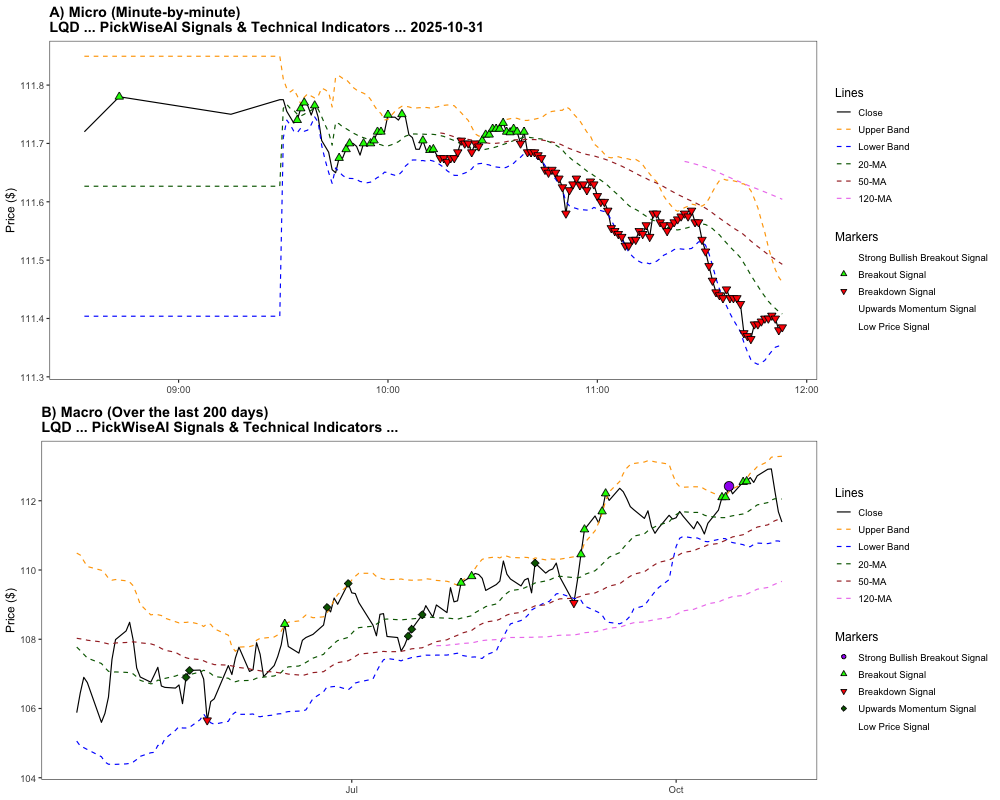 A) Micro (Minute-by-minute)
LQD ... PickWiseAI Signals & Technical Indicators ... 2025-10-31
Price ($)
111.8
111.7
111.6
111.5
111.4
111.3
09:00
10:00
11:00
12:00
Lines
Close
Upper Band
Lower Band
20-MA
50-MA
120-MA
Markers
Strong Bullish Breakout Signal
Breakout Signal
Breakdown Signal
Upwards Momentum Signal
Low Price Signal
B) Macro (Over the last 200 days)
LQD ... PickWiseAI Signals & Technical Indicators ...
Price ($)
112
110
108
106
104
Jul
Oct
Lines
Close
Upper Band
Lower Band
20-MA
50-MA
120-MA
Markers
Strong Bullish Breakout Signal
Breakout Signal
Breakdown Signal
Upwards Momentum Signal
Low Price Signal